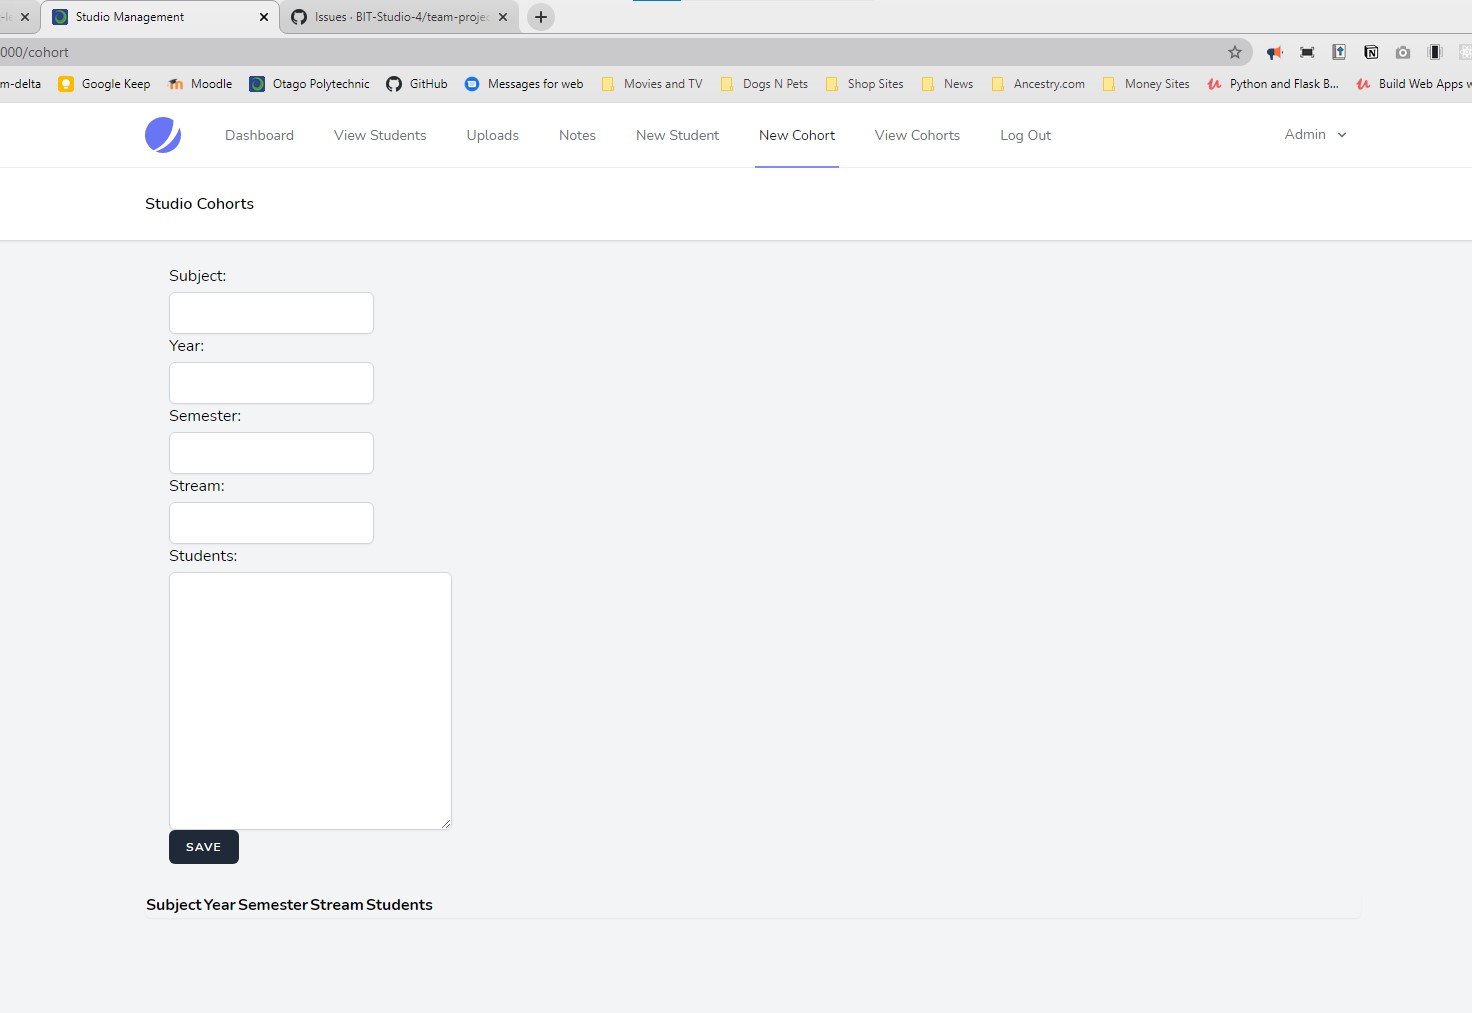 Studio Management
Issues · BIT-Studio-4/team-projec
000/cohort
m-delta Google Keep Moodle Otago Polytechnic GitHub Messages for web Movies and TV Dogs N Pets Shop Sites News Ancestry.com Money Sites Python and Flask B... Build Web Apps w
Dashboard View Students Uploads Notes New Student New Cohort View Cohorts Log Out Admin
Studio Cohorts
Subject:
Year:
Semester:
Stream:
Students:
SAVE
Subject Year Semester Stream Students